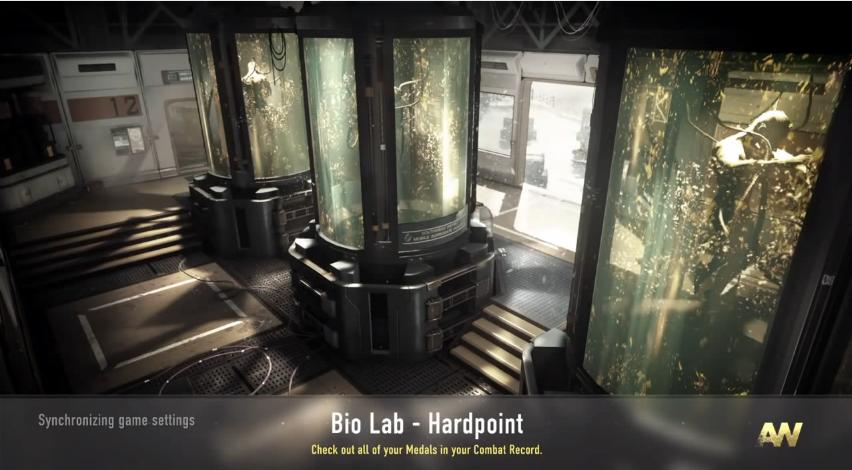 12
Synchronizing game settings
Bio Lab - Hardpoint
Check out all of your Medals in your Combat Record.
AW